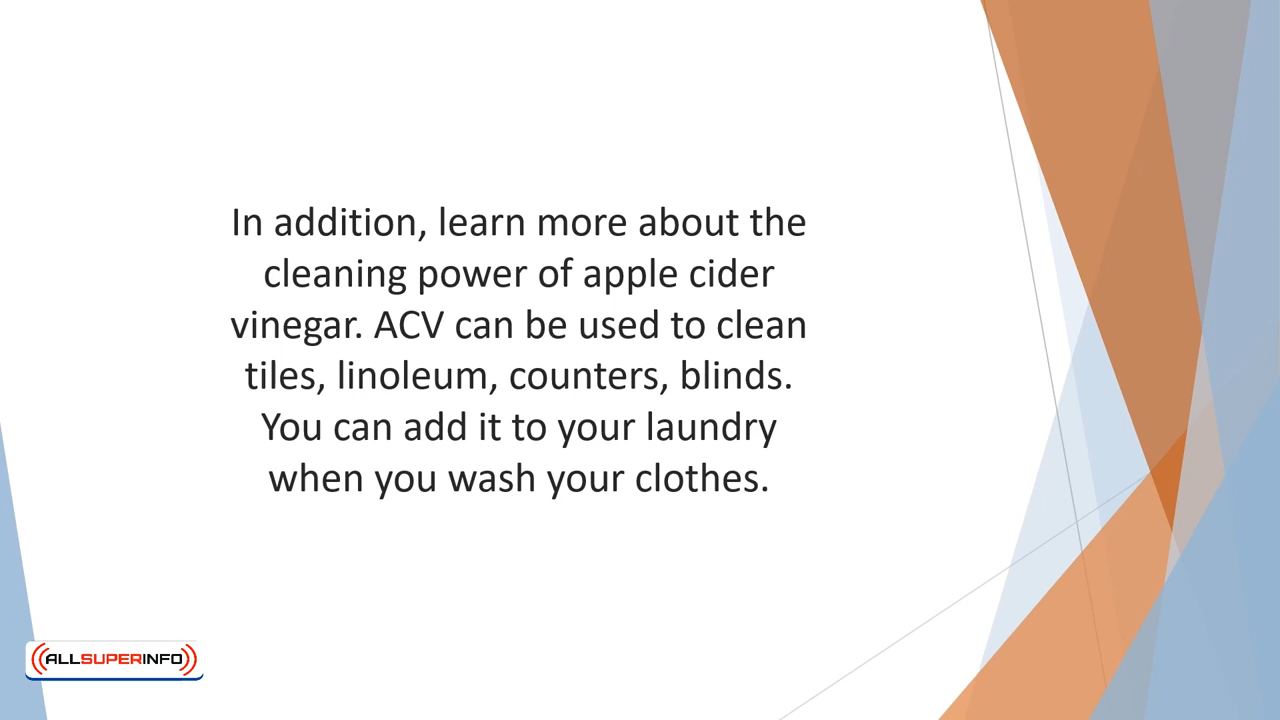 In addition, learn more about the
cleaning power of apple cider
vinegar. ACV can be used to clean
tiles, linoleum, counters, blinds.
You can add it to your laundry
when you wash your clothes.
ALLSUPERINFO